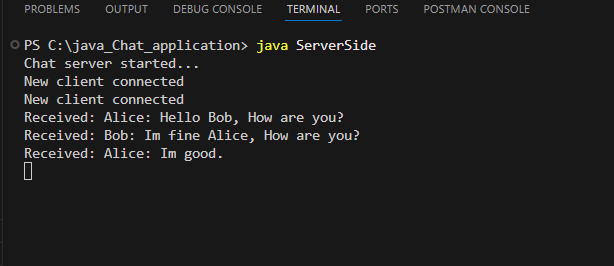 PROBLEMS OUTPUT DEBUG CONSOLE TERMINAL PORTS POSTMAN CONSOLE
PS C:\java_Chat_application> java ServerSide
Chat server started...
New client connected
New client connected
Received: Alice: Hello Bob, How are you?
Received: Bob: Im fine Alice, How are you?
Received: Alice: Im good.